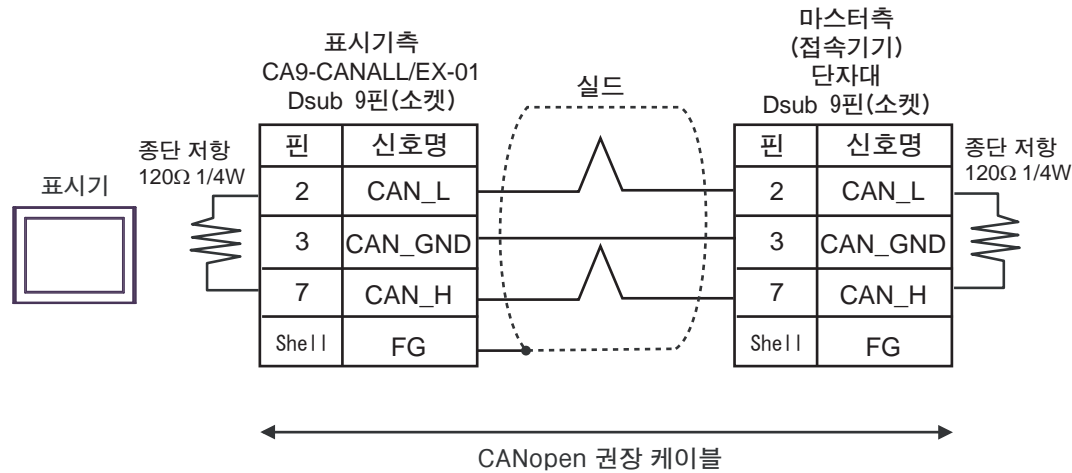 표시기측
CA9-CANALL/EX-01
Dsub 9핀(소켓)
실드
마스터측
(접속기기)
단자대
Dsub 9핀(소켓)
표시기
종단 저항
120Ω 1/4W
핀 신호명
2 CAN_L
3 CAN_GND
7 CAN_H
Shell FG
핀 신호명
2 CAN_L
3 CAN_GND
7 CAN_H
Shell FG
종단 저항
120Ω 1/4W
CANopen 권장 케이블